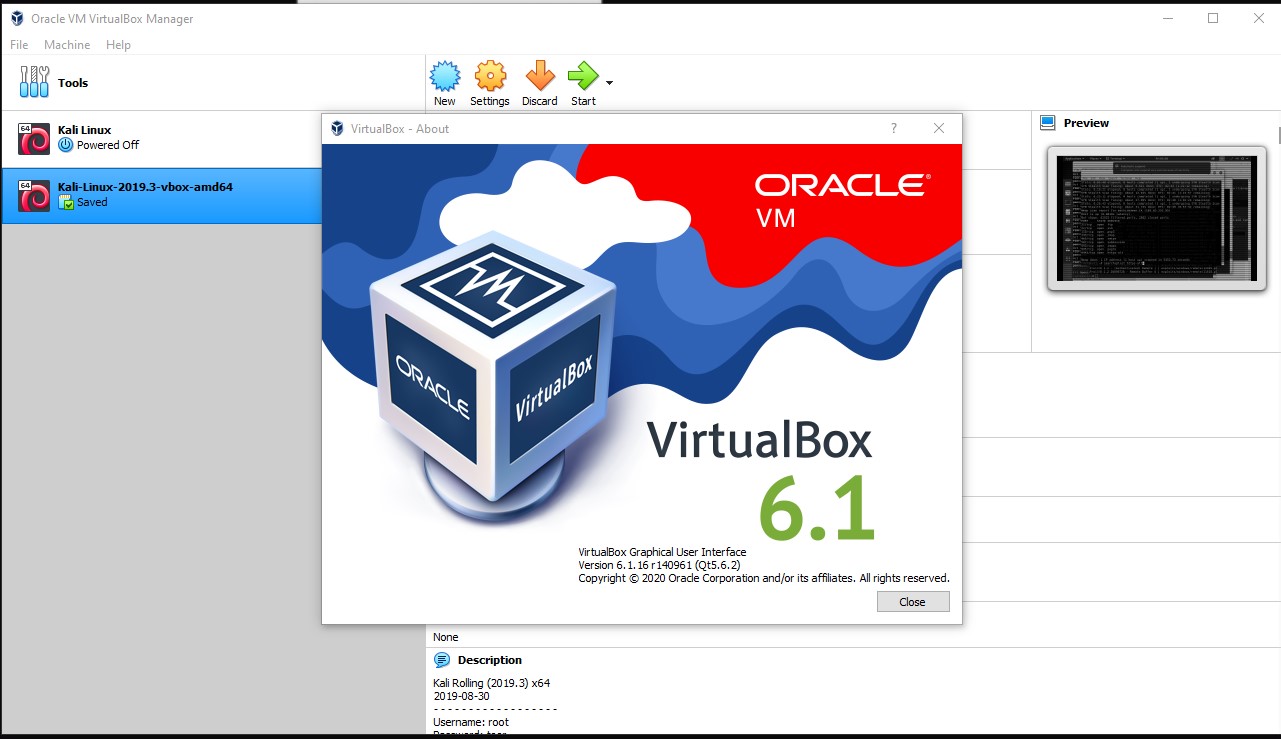 Oracle VM VirtualBox Manager
File Machine Help
Tools
New Settings Discard Start
64
Kali Linux
Powered Off
64
Kali-Linux-2019.3-vbox-amd64
Saved
Preview
VirtualBox - About
?
ORACLE®
VM
ORACLE
VirtualBox
VirtualBox
6.1
VirtualBox Graphical User Interface
Version 6.1.16 r140961 (Qt5.6.2)
Copyright © 2020 Oracle Corporation and/or its affiliates. All rights reserved.
Close
None
Description
Kali Rolling (2019.3) x64
2019-08-30
- - - - - - - - - - - - - - - - - -
Username: root